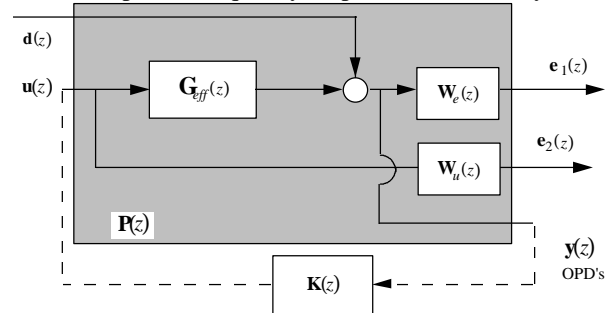 d(z)
u(z)
G_eff(z)
W_e(z)
e_1(z)
W_u(z)
e_2(z)
P(z)
y(z)
OPD's
K(z)